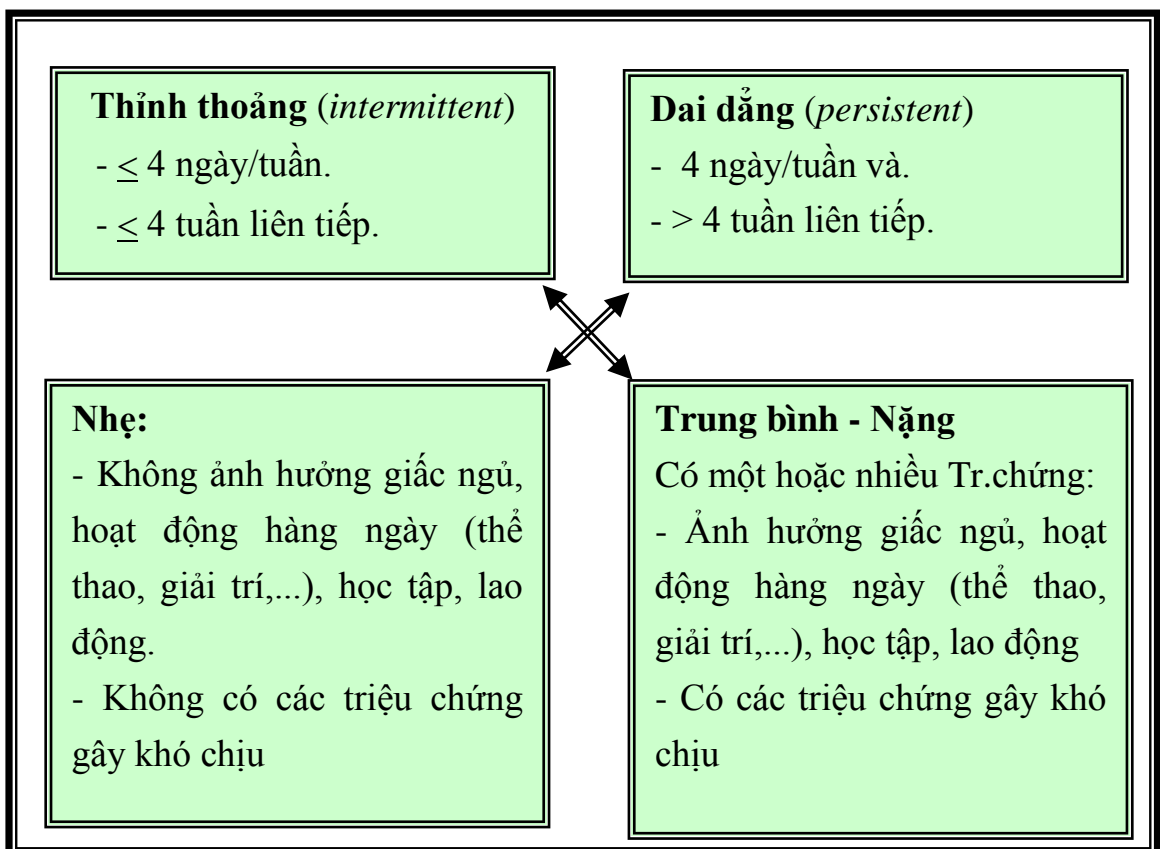 Thỉnh thoảng (intermittent)
- ≤ 4 ngày/tuần.
- ≤ 4 tuần liên tiếp.
Dai dẳng (persistent)
- 4 ngày/tuần và.
- > 4 tuần liên tiếp.
Nhẹ:
- Không ảnh hưởng giấc ngủ,
hoạt động hàng ngày (thể
thao, giải trí,...), học tập, lao
động.
- Không có các triệu chứng
gây khó chịu
Trung bình - Nặng
Có một hoặc nhiều Tr.chứng:
- Ảnh hưởng giấc ngủ, hoạt
động hàng ngày (thể thao,
giải trí,...), học tập, lao động
- Có các triệu chứng gây khó
chịu